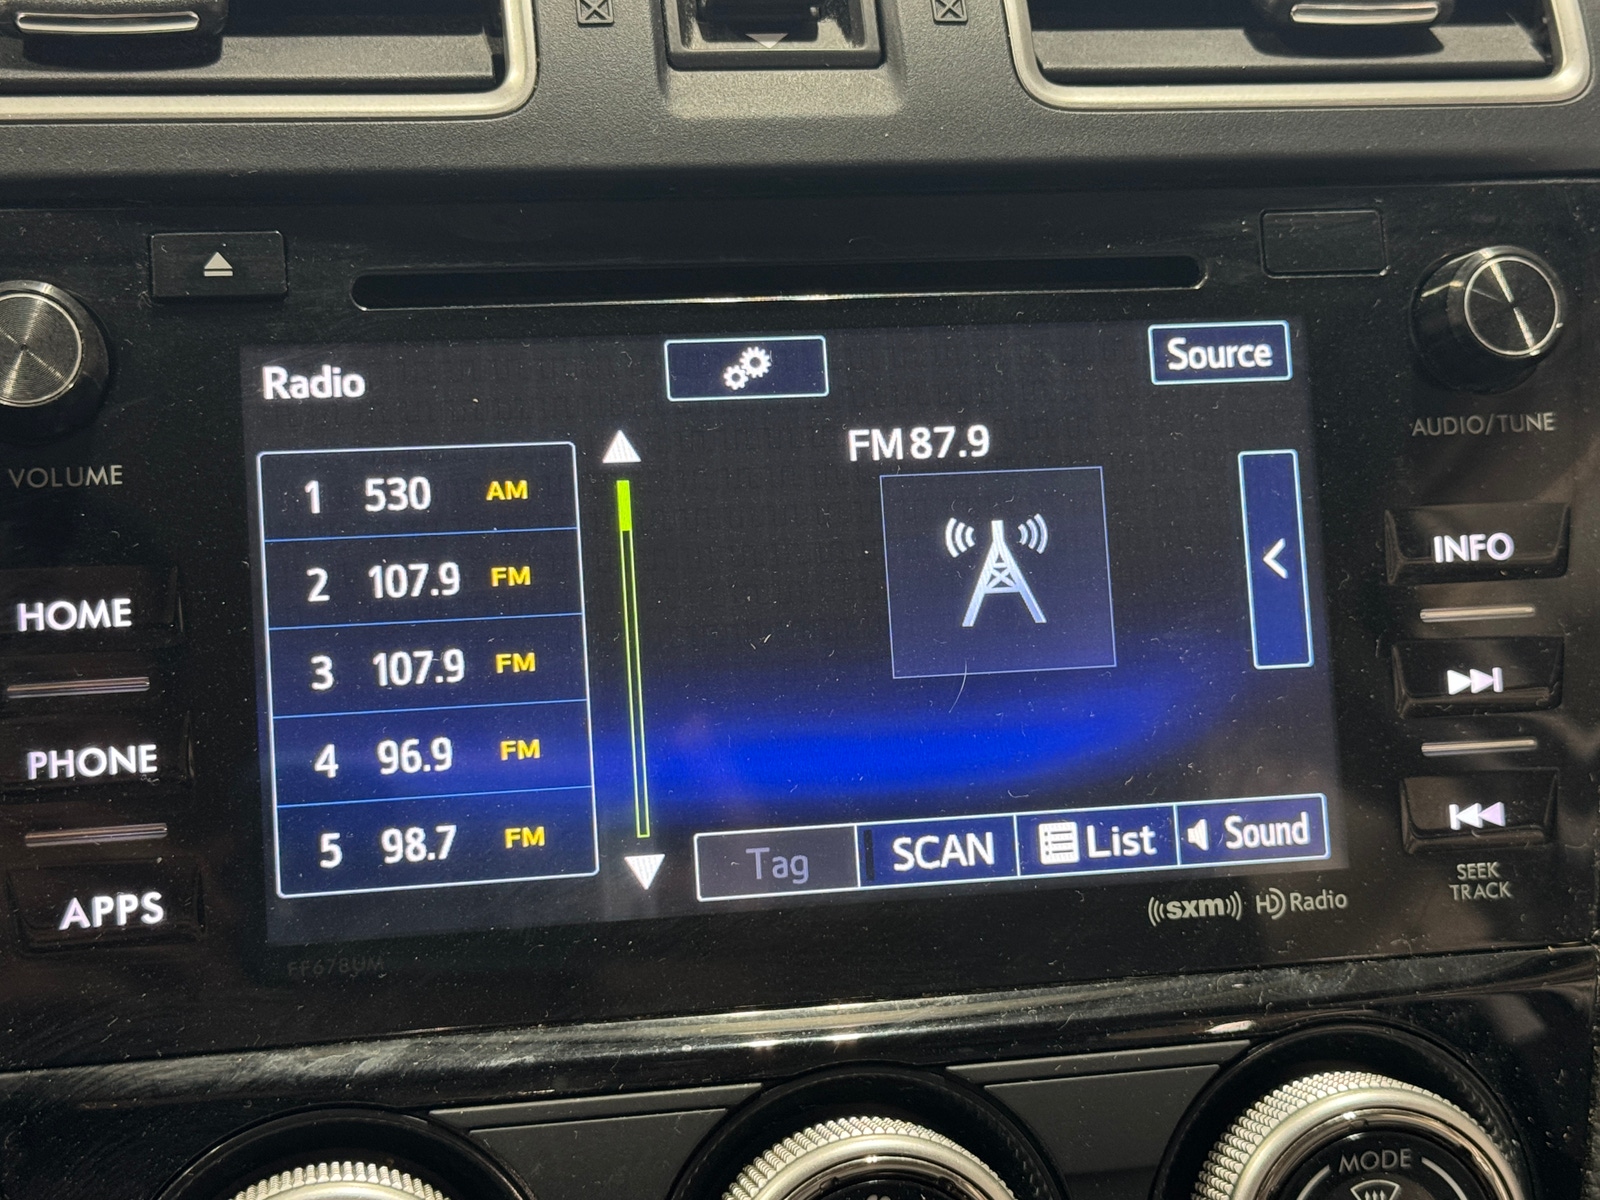 Radio
Source
FM 87.9
1 530 AM
2 107.9 FM
3 107.9 FM
4 96.9 FM
5 98.7 FM
Tag
SCAN
List
Sound
VOLUME
HOME
PHONE
APPS
AUDIO/TUNE
INFO
SEEK
TRACK
((sxm)) HD Radio
FF678UM
MODE